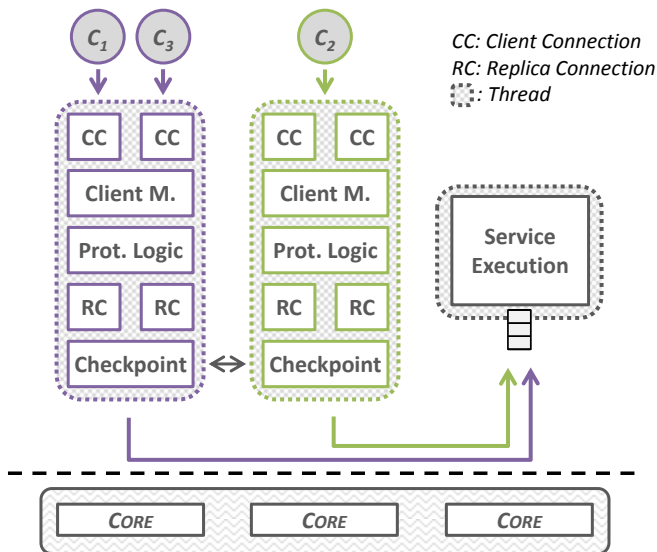 C1 C3 C2
CC: Client Connection
RC: Replica Connection
: Thread
CC CC CC CC
Client M. Client M.
Prot. Logic Prot. Logic
Service
Execution
RC RC RC RC
Checkpoint Checkpoint
CORE CORE CORE